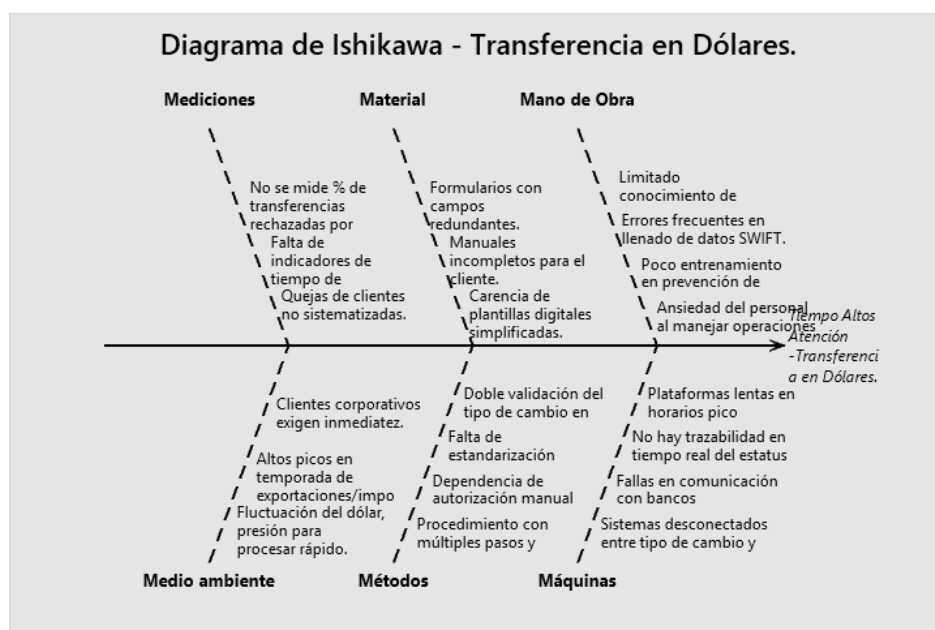 Diagrama de Ishikawa - Transferencia en Dólares.
Mediciones
Material
Mano de Obra
No se mide % de
transferencias
rechazadas por
Falta de
indicadores de
tiempo de
Quejas de clientes
no sistematizadas.
Formularios con
campos
redundantes.
Manuales
incompletos para el
cliente.
Carencia de
plantillas digitales
simplificadas.
Limitado
conocimiento de
Errores frecuentes en
llenado de datos SWIFT.
Poco entrenamiento
en prevención de
Ansiedad del personal
al manejar operaciones
Tiempo Altos
Atención
-Transferenci
a en Dólares.
Clientes corporativos
exigen inmediatez.
Altos picos en
temporada de
exportaciones/impo
Fluctuación del dólar,
presión para
procesar rápido.
Doble validación del
tipo de cambio en
Falta de
estandarización
Dependencia de
autorización manual
Procedimiento con
múltiples pasos y
Plataformas lentas en
horarios pico
No hay trazabilidad en
tiempo real del estatus
Fallas en comunicación
con bancos
Sistemas desconectados
entre tipo de cambio y
Medio ambiente
Métodos
Máquinas